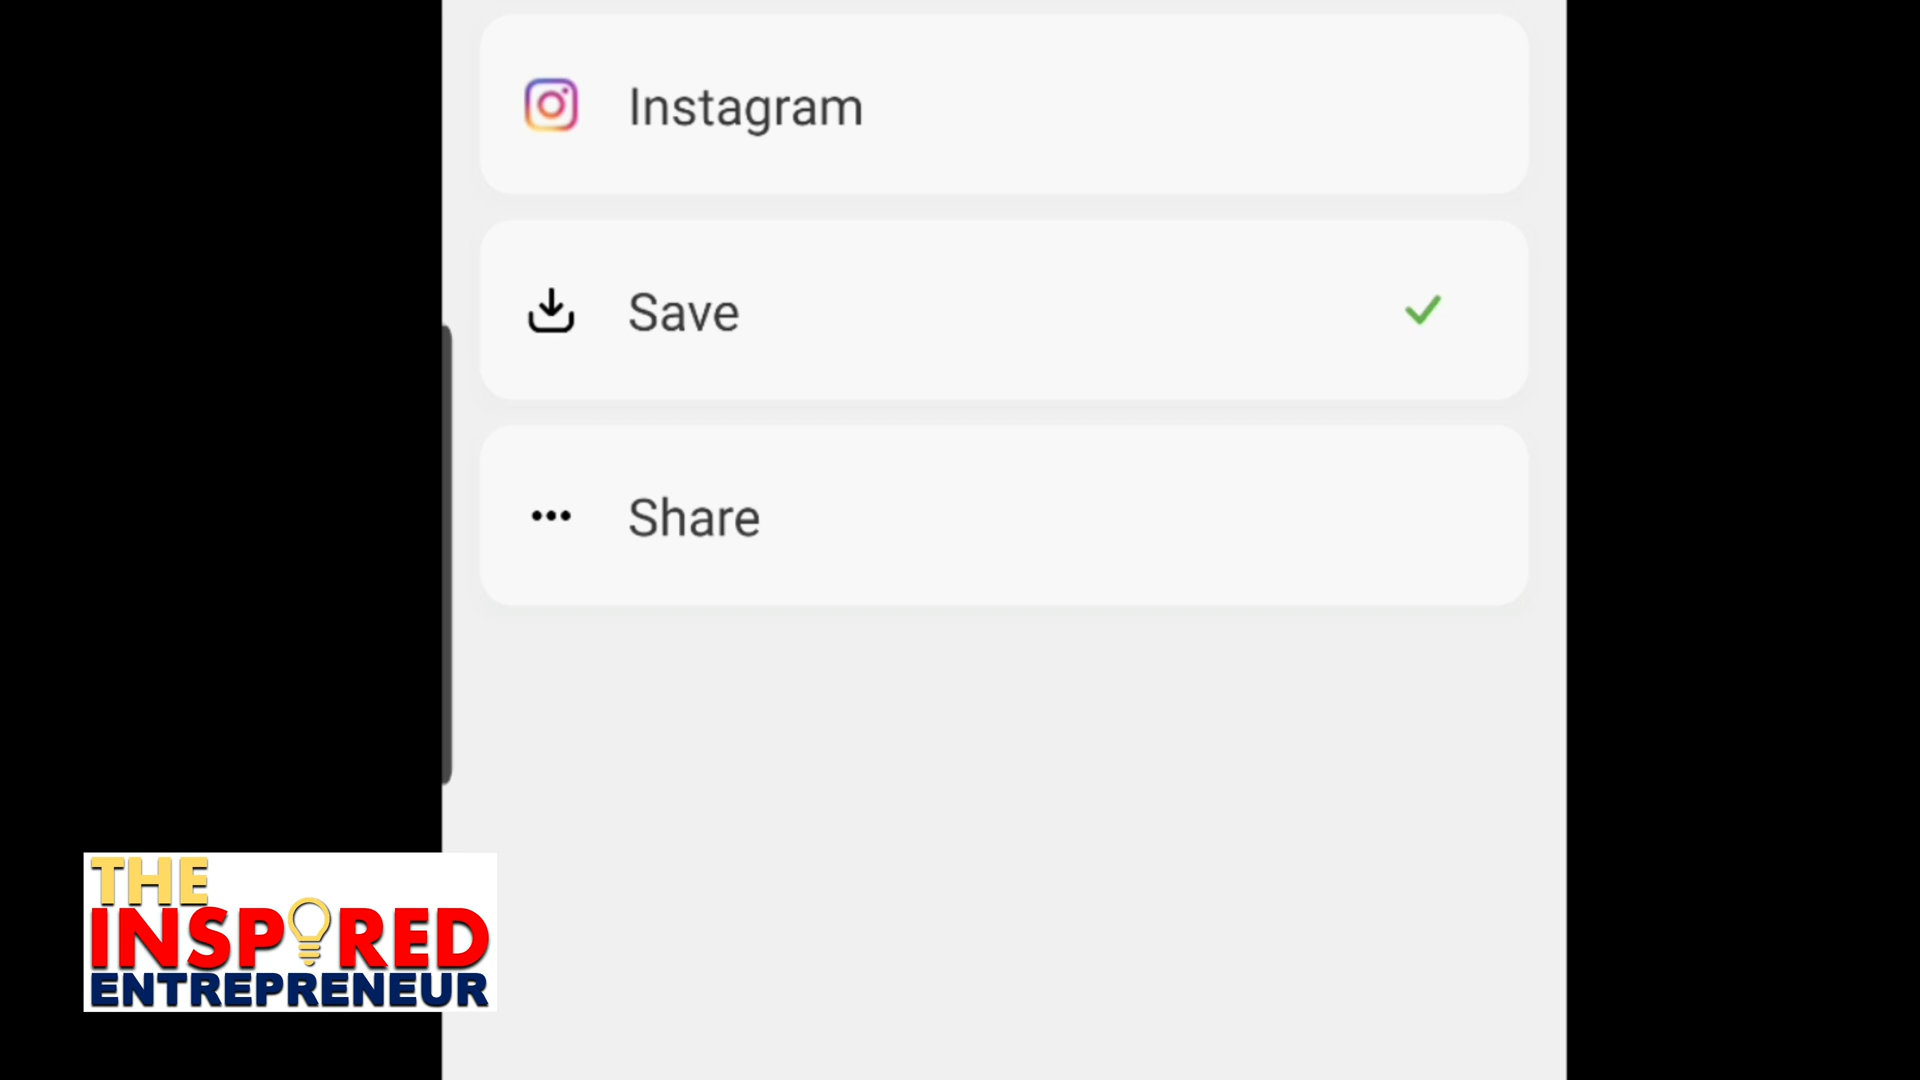 Instagram
Save
Share
THE
INSPIRED
ENTREPRENEUR